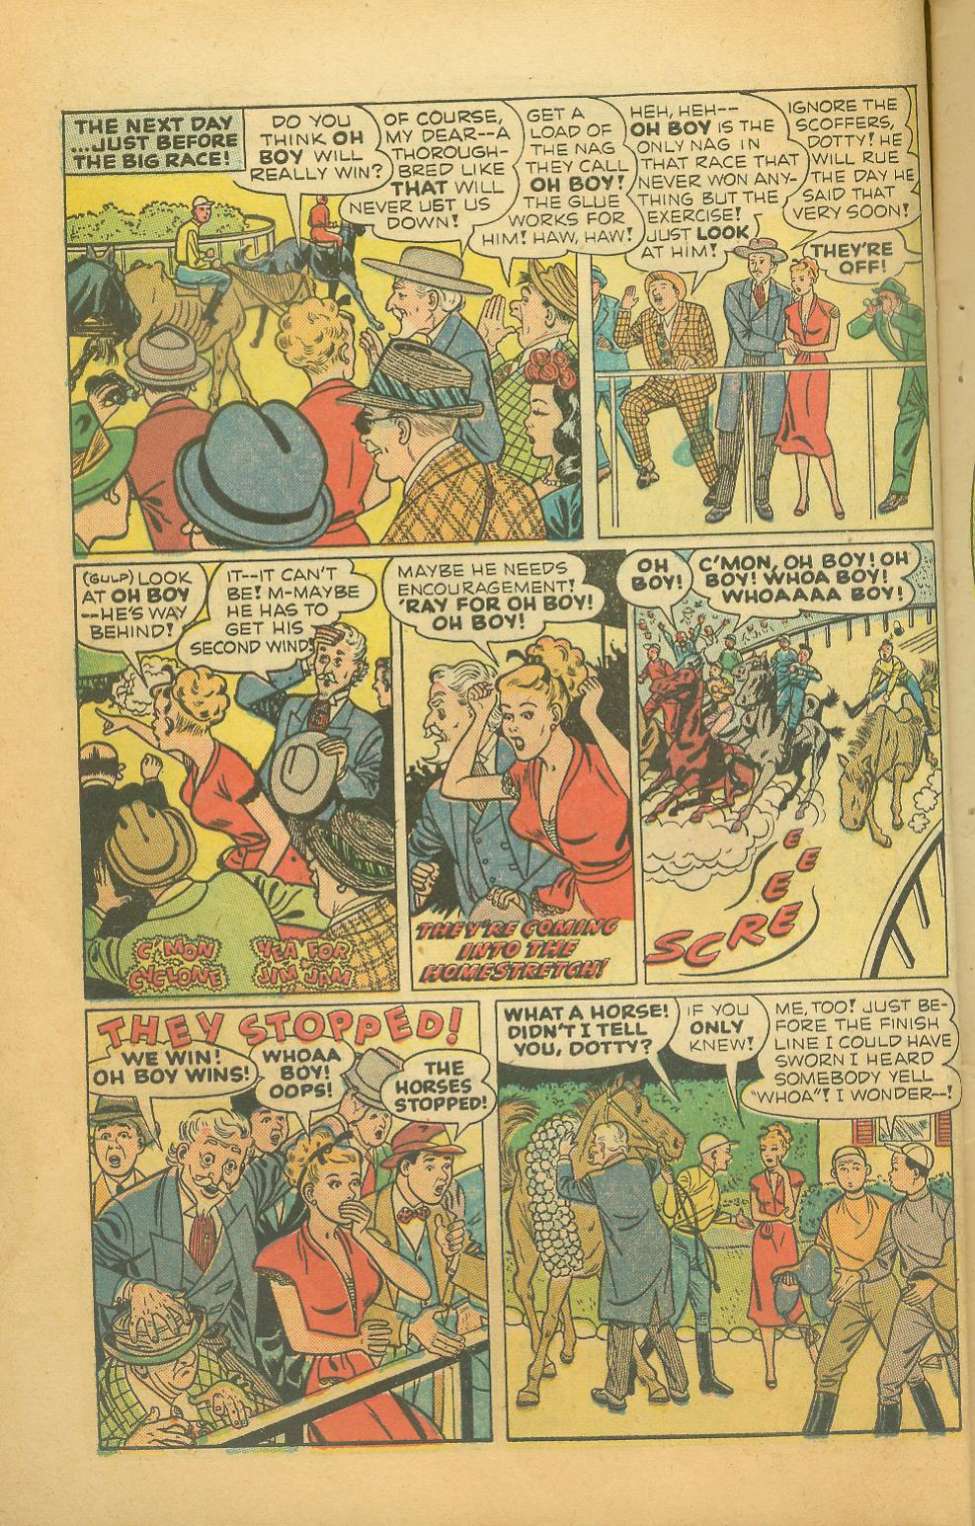 THE NEXT DAY
...JUST BEFORE
THE BIG RACE!
DO YOU
THINK OH
BOY WILL
REALLY WIN?
OF COURSE,
MY DEAR--A
THOROUGH-
BRED LIKE
THAT WILL
NEVER LET US
DOWN!
GET A
LOAD OF
THE NAG
THEY CALL
OH BOY!
THE GLUE
WORKS FOR
HIM! HAW, HAW!
HEH, HEH--
OH BOY IS THE
ONLY NAG IN
THAT RACE THAT
NEVER WON ANY-
THING BUT THE
EXERCISE!
JUST LOOK
AT HIM!
IGNORE THE
SCOFFERS,
DOTTY! HE
WILL RUE
THE DAY HE
SAID THAT
VERY SOON!
THEY'RE
OFF!
(GULP) LOOK
AT OH BOY
--HE'S WAY
BEHIND!
IT--IT CAN'T
BE! M-MAYBE
HE HAS TO
GET HIS
SECOND WIND!
C'MON
CYCLONE
YEA FOR
JIM JAM
MAYBE HE NEEDS
ENCOURAGEMENT!
'RAY FOR OH BOY!
OH BOY!
THEY'RE COMING
INTO THE
HOMESTRETCH!
OH
BOY!
C'MON, OH BOY! OH
BOY! WHOA BOY!
WHOAAAA BOY!
SCREEEEE
THEY STOPPED!
WE WIN!
OH BOY WINS!
WHOAA
BOY!
OOPS!
THE
HORSES
STOPPED!
WHAT A HORSE!
DIDN'T I TELL
YOU, DOTTY?
IF YOU
ONLY
KNEW!
ME, TOO! JUST BE-
FORE THE FINISH
LINE I COULD HAVE
SWORN I HEARD
SOMEBODY YELL
"WHOA"! I WONDER--!